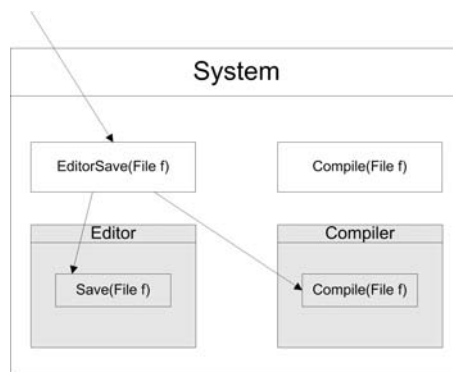 System
EditorSave(File f)
Compile(File f)
Editor
Compiler
Save(File f)
Compile(File f)